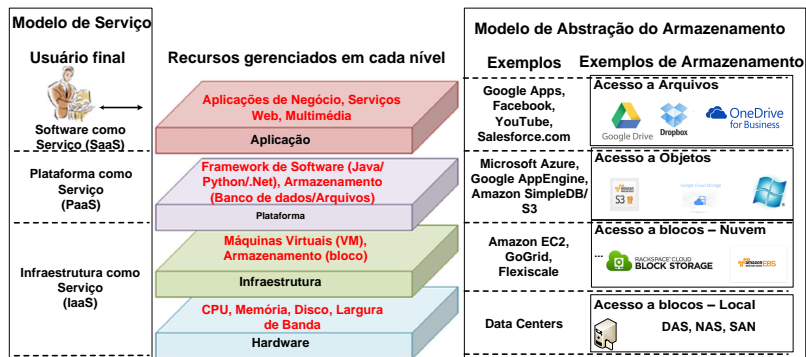 Modelo de Serviço
Usuário final
Software como
Serviço (SaaS)
Plataforma como
Serviço
(PaaS)
Infraestrutura como
Serviço
(IaaS)
Recursos gerenciados em cada nível
Aplicações de Negócio, Serviços
Web, Multimédia
Aplicação
Framework de Software (Java/
Python/.Net), Armazenamento
(Banco de dados/Arquivos)
Plataforma
Máquinas Virtuais (VM),
Armazenamento (bloco)
Infraestrutura
CPU, Memória, Disco, Largura
de Banda
Hardware
Modelo de Abstração do Armazenamento
Exemplos
Exemplos de Armazenamento
Google Apps,
Facebook,
YouTube,
Salesforce.com
Acesso a Arquivos
Google Drive
Dropbox
OneDrive
for Business
Microsoft Azure,
Google AppEngine,
Amazon SimpleDB/
S3
Acesso a Objetos
S3
Google Cloud Storage
Amazon EC2,
GoGrid,
Flexiscale
Acesso a blocos – Nuvem
...
RACKSPACE CLOUD
BLOCK STORAGE
amazon EBS
Data Centers
Acesso a blocos – Local
DAS, NAS, SAN